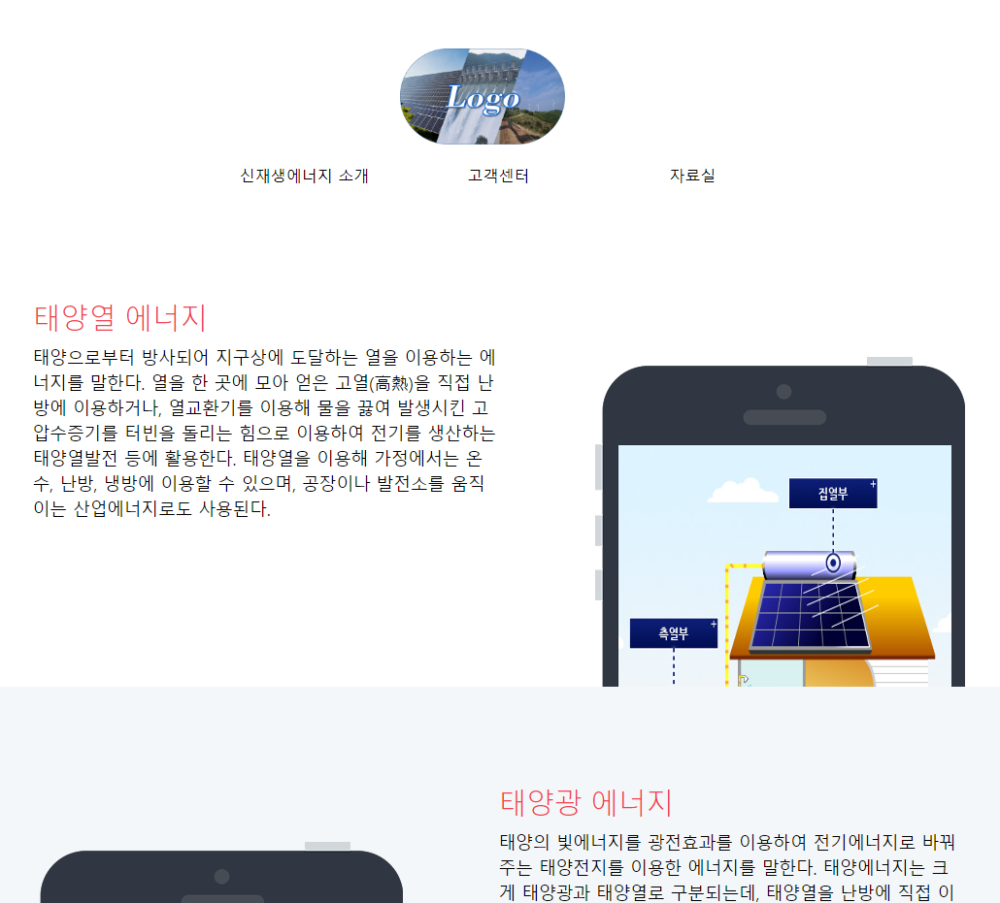 Logo
신재생에너지 소개
고객센터
자료실
태양열 에너지
태양으로부터 방사되어 지구상에 도달하는 열을 이용하는 에
너지를 말한다. 열을 한 곳에 모아 얻은 고열(高熱)을 직접 난
방에 이용하거나, 열교환기를 이용해 물을 끓여 발생시킨 고
압수증기를 터빈을 돌리는 힘으로 이용하여 전기를 생산하는
태양열발전 등에 활용한다. 태양열을 이용해 가정에서는 온
수, 난방, 냉방에 이용할 수 있으며, 공장이나 발전소를 움직
이는 산업에너지로도 사용된다.
집열부
축열부
태양광 에너지
태양의 빛에너지를 광전효과를 이용하여 전기에너지로 바꿔
주는 태양전지를 이용한 에너지를 말한다. 태양에너지는 크
게 태양광과 태양열로 구분되는데, 태양열을 난방에 직접 이